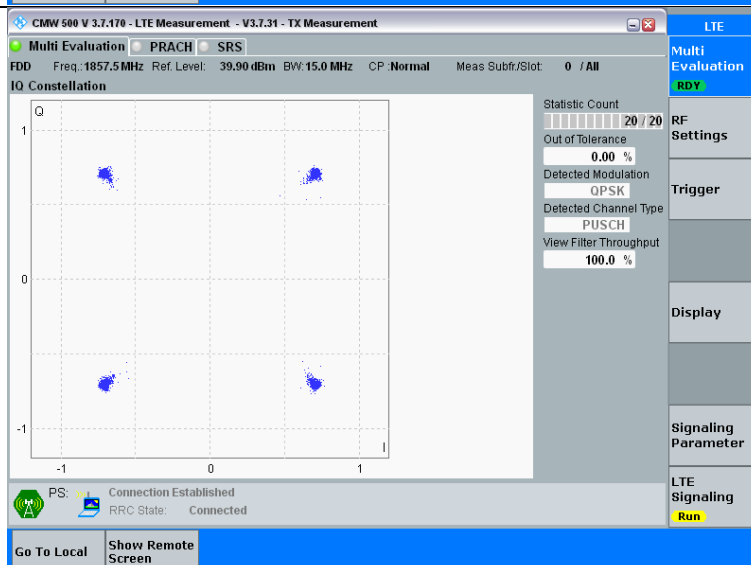 CMW 500 V 3.7.170 - LTE Measurement - V3.7.31 - TX Measurement
LTE
Multi Evaluation PRACH SRS
FDD Freq.:1857.5 MHz Ref. Level: 39.90 dBm BW:15.0 MHz CP :Normal Meas Subfr./Slot: 0 / All
IQ Constellation
Q
1
0
-1
I
-1 0 1
Statistic Count
20 / 20
Out of Tolerance
0.00 %
Detected Modulation
QPSK
Detected Channel Type
PUSCH
View Filter Throughput
100.0 %
Multi
Evaluation
RDY
RF
Settings
Trigger
Display
Signaling
Parameter
LTE
Signaling
Run
PS: Connection Established
RRC State: Connected
Go To Local
Show Remote
Screen